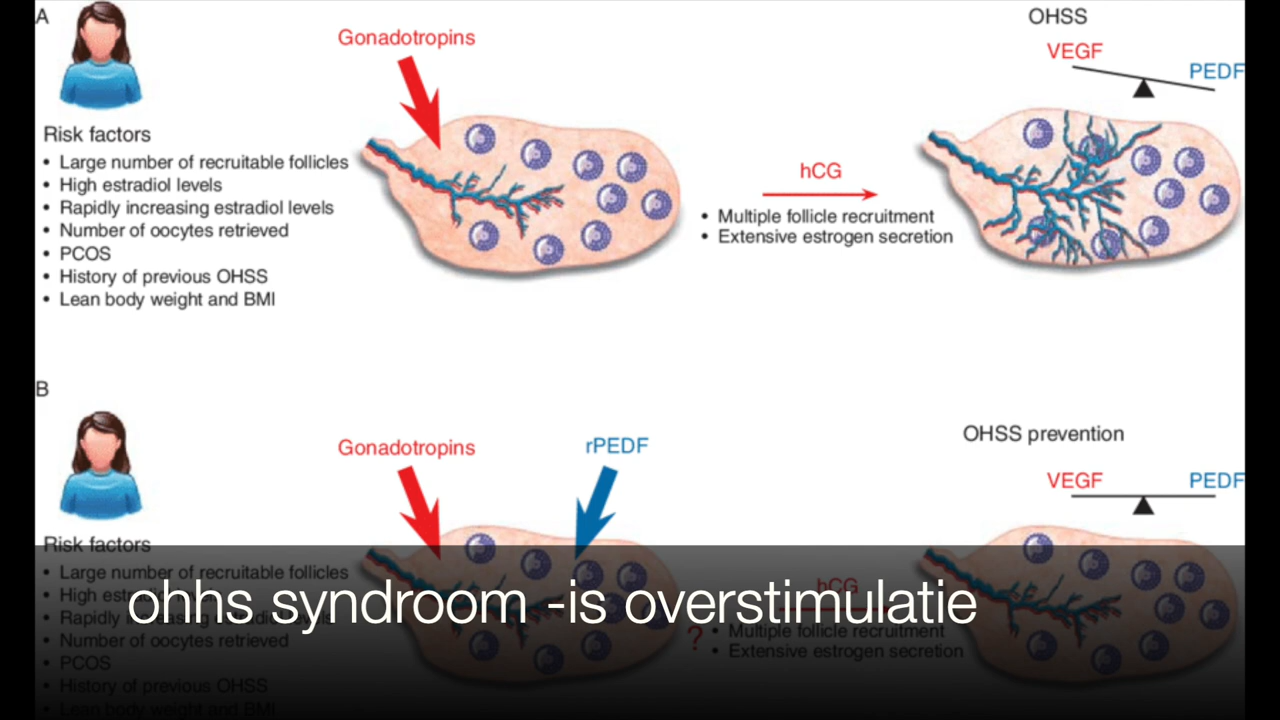 A
Gonadotropins
OHSS
VEGF
PEDF
Risk factors
• Large number of recruitable follicles
• High estradiol levels
• Rapidly increasing estradiol levels
• Number of oocytes retrieved
• PCOS
• History of previous OHSS
• Lean body weight and BMI
hCG
• Multiple follicle recruitment
• Extensive estrogen secretion
B
Gonadotropins
rPEDF
OHSS prevention
VEGF
PEDF
Risk factors
• Large number of recruitable follicles
• High estradiol levels
• Rapidly increasing estradiol levels
• Number of oocytes retrieved
• PCOS
• History of previous OHSS
• Lean body weight and BMI
hCG
? • Multiple follicle recruitment
• Extensive estrogen secretion
ohhs syndroom -is overstimulatie